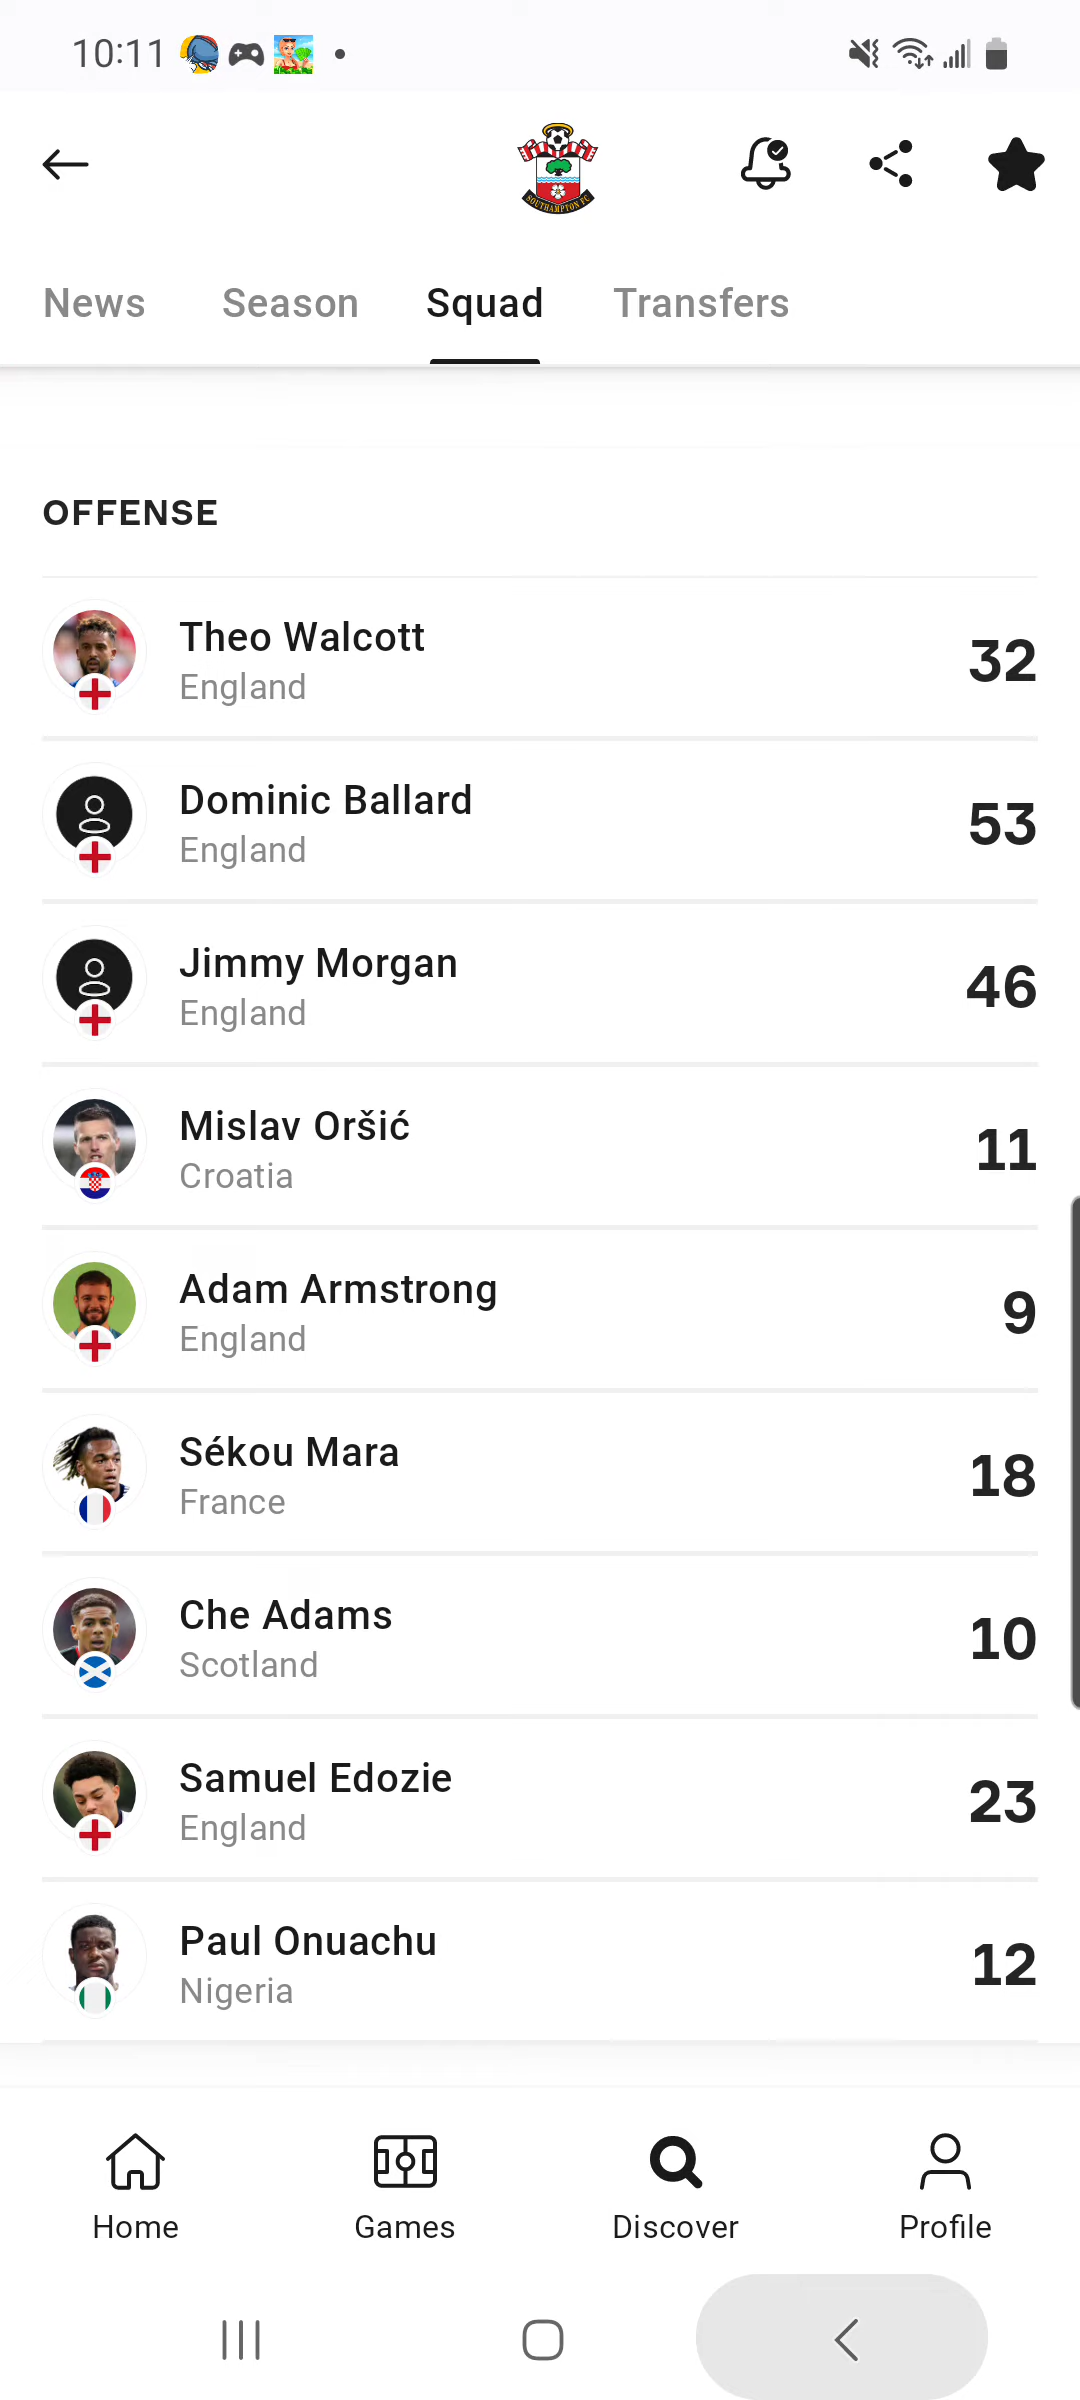 10:11
SOUTHAMPTON FC
News Season Squad Transfers
OFFENSE
Theo Walcott
England
32
Dominic Ballard
England
53
Jimmy Morgan
England
46
Mislav Oršić
Croatia
11
Adam Armstrong
England
9
Sékou Mara
France
18
Che Adams
Scotland
10
Samuel Edozie
England
23
Paul Onuachu
Nigeria
12
Home Games Discover Profile